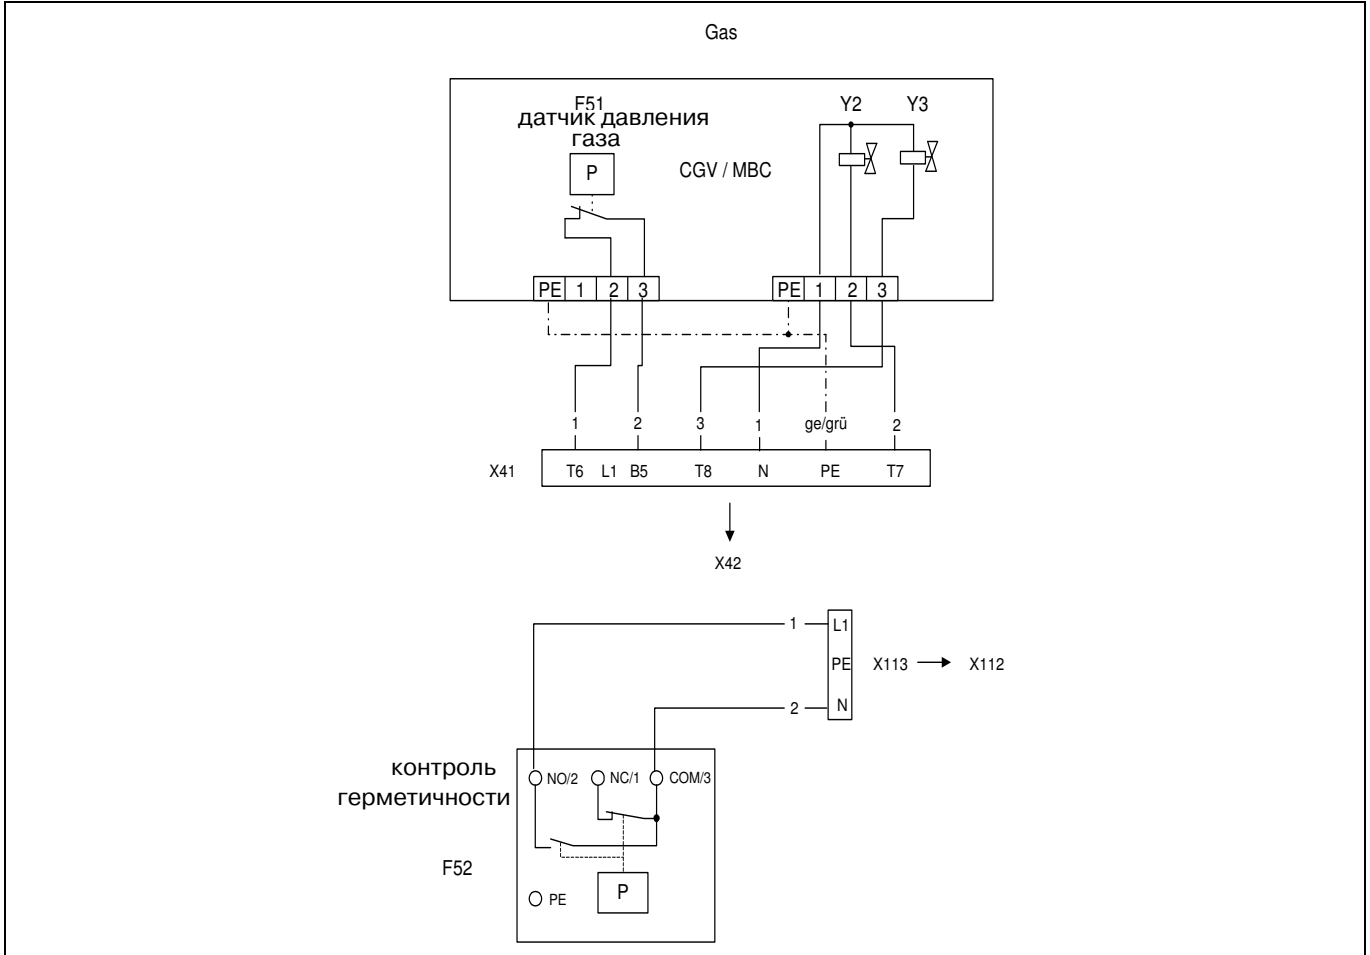 Gas
F51
датчик давления
газа
Y2 Y3
P
CGV / MBC
PE 1 2 3
PE 1 2 3
1 2 3 1 ge/grü 2
X41 T6 L1 B5 T8 N PE T7
X42
1 L1
PE X113 X112
2 N
контроль
герметичности
NO/2 NC/1 COM/3
F52
P
PE